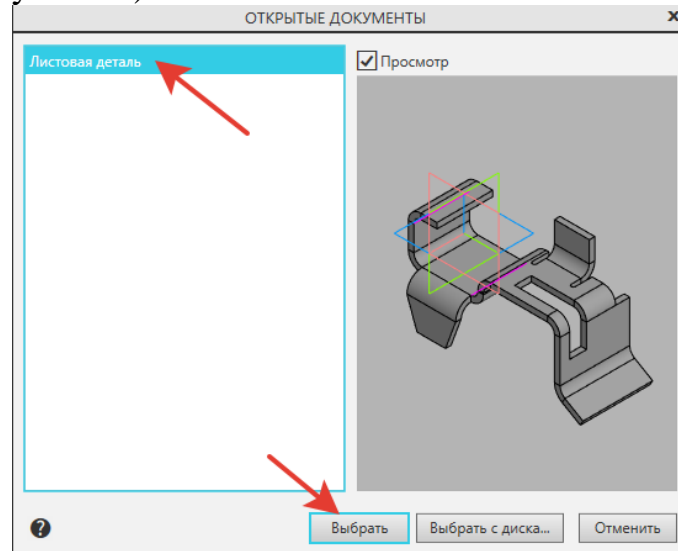 ОТКРЫТЫЕ ДОКУМЕНТЫ x
Листовая деталь
Просмотр
? Выбрать Выбрать с диска... Отменить